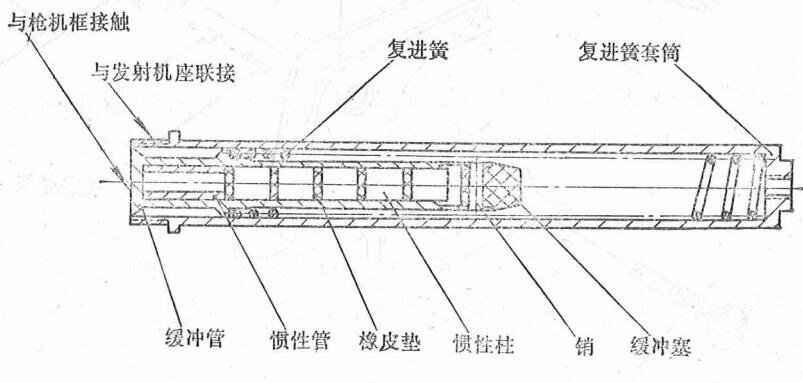 与枪机框接触
与发射机座联接
复进簧
复进簧套筒
缓冲管
惯性管
橡皮垫
惯性柱
销
缓冲塞